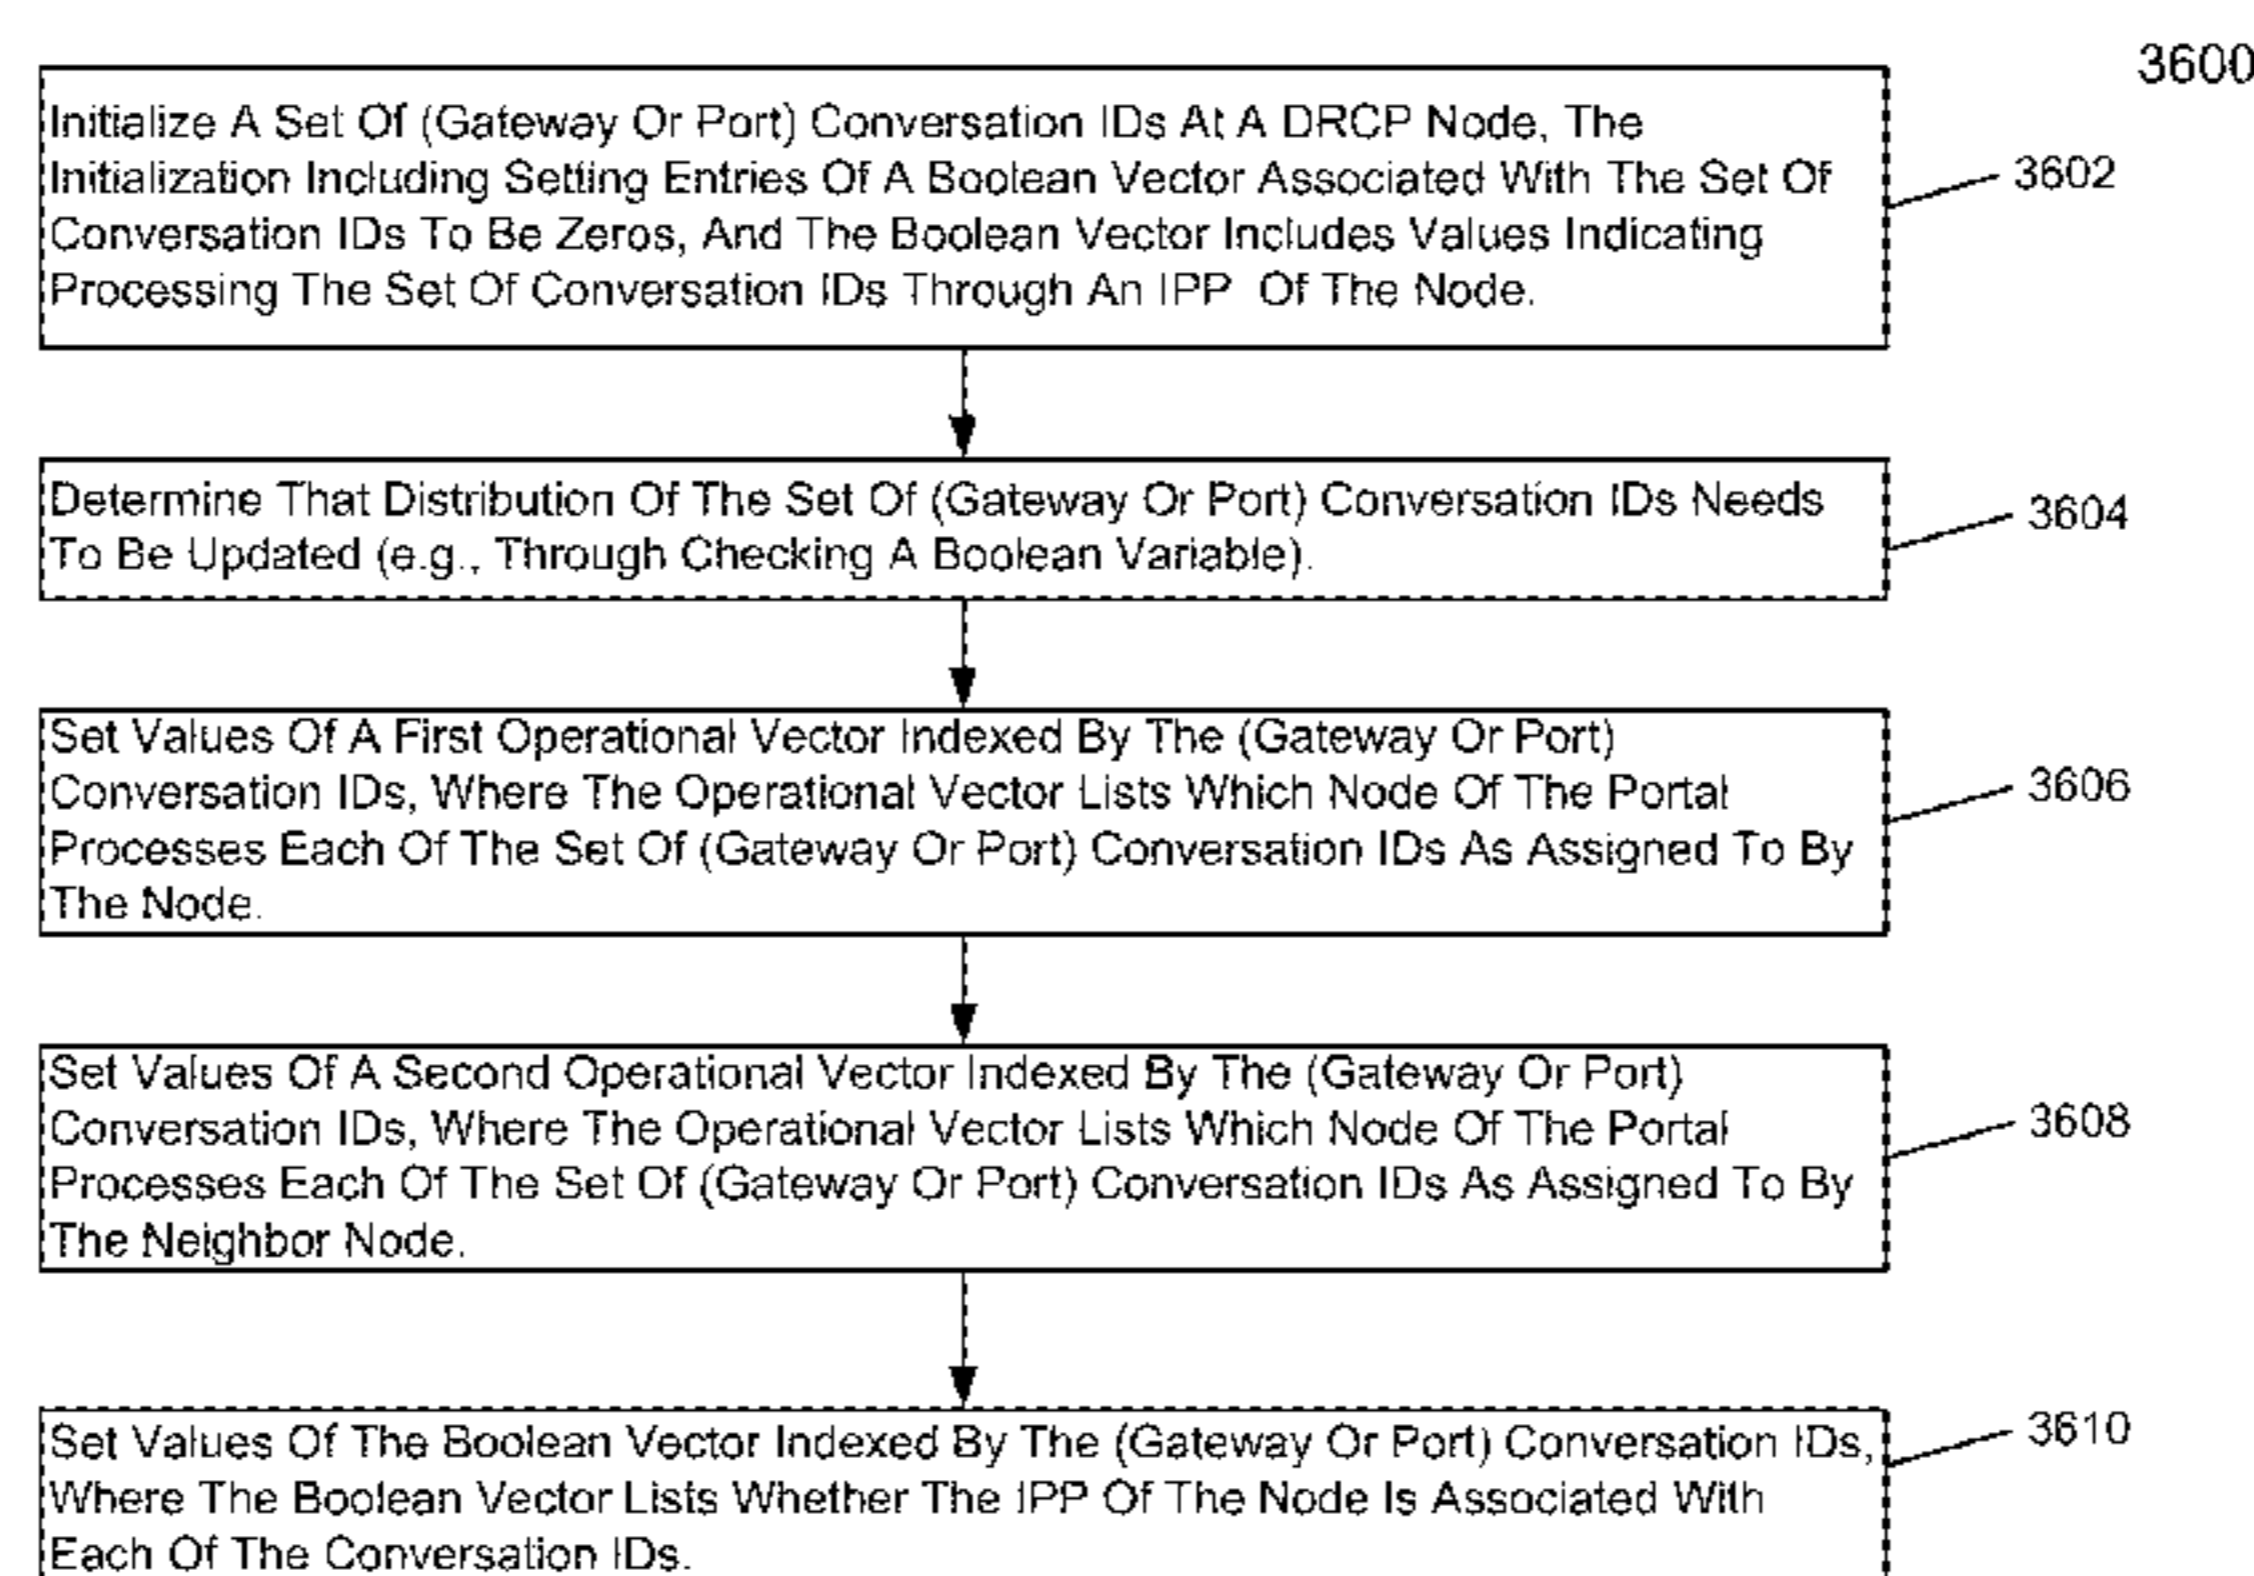 3600
Initialize A Set Of (Gateway Or Port) Conversation IDs At A DRCP Node, The
Initialization Including Setting Entries Of A Boolean Vector Associated With The Set Of
Conversation IDs To Be Zeros, And The Boolean Vector Includes Values Indicating
Processing The Set Of Conversation IDs Through An IPP Of The Node.
3602
Determine That Distribution Of The Set Of (Gateway Or Port) Conversation IDs Needs
To Be Updated (e.g., Through Checking A Boolean Variable).
3604
Set Values Of A First Operational Vector Indexed By The (Gateway Or Port)
Conversation IDs, Where The Operational Vector Lists Which Node Of The Portal
Processes Each Of The Set Of (Gateway Or Port) Conversation IDs As Assigned To By
The Node.
3606
Set Values Of A Second Operational Vector Indexed By The (Gateway Or Port)
Conversation IDs, Where The Operational Vector Lists Which Node Of The Portal
Processes Each Of The Set Of (Gateway Or Port) Conversation IDs As Assigned To By
The Neighbor Node.
3608
Set Values Of The Boolean Vector Indexed By The (Gateway Or Port) Conversation IDs,
Where The Boolean Vector Lists Whether The IPP Of The Node Is Associated With
Each Of The Conversation IDs.
3610